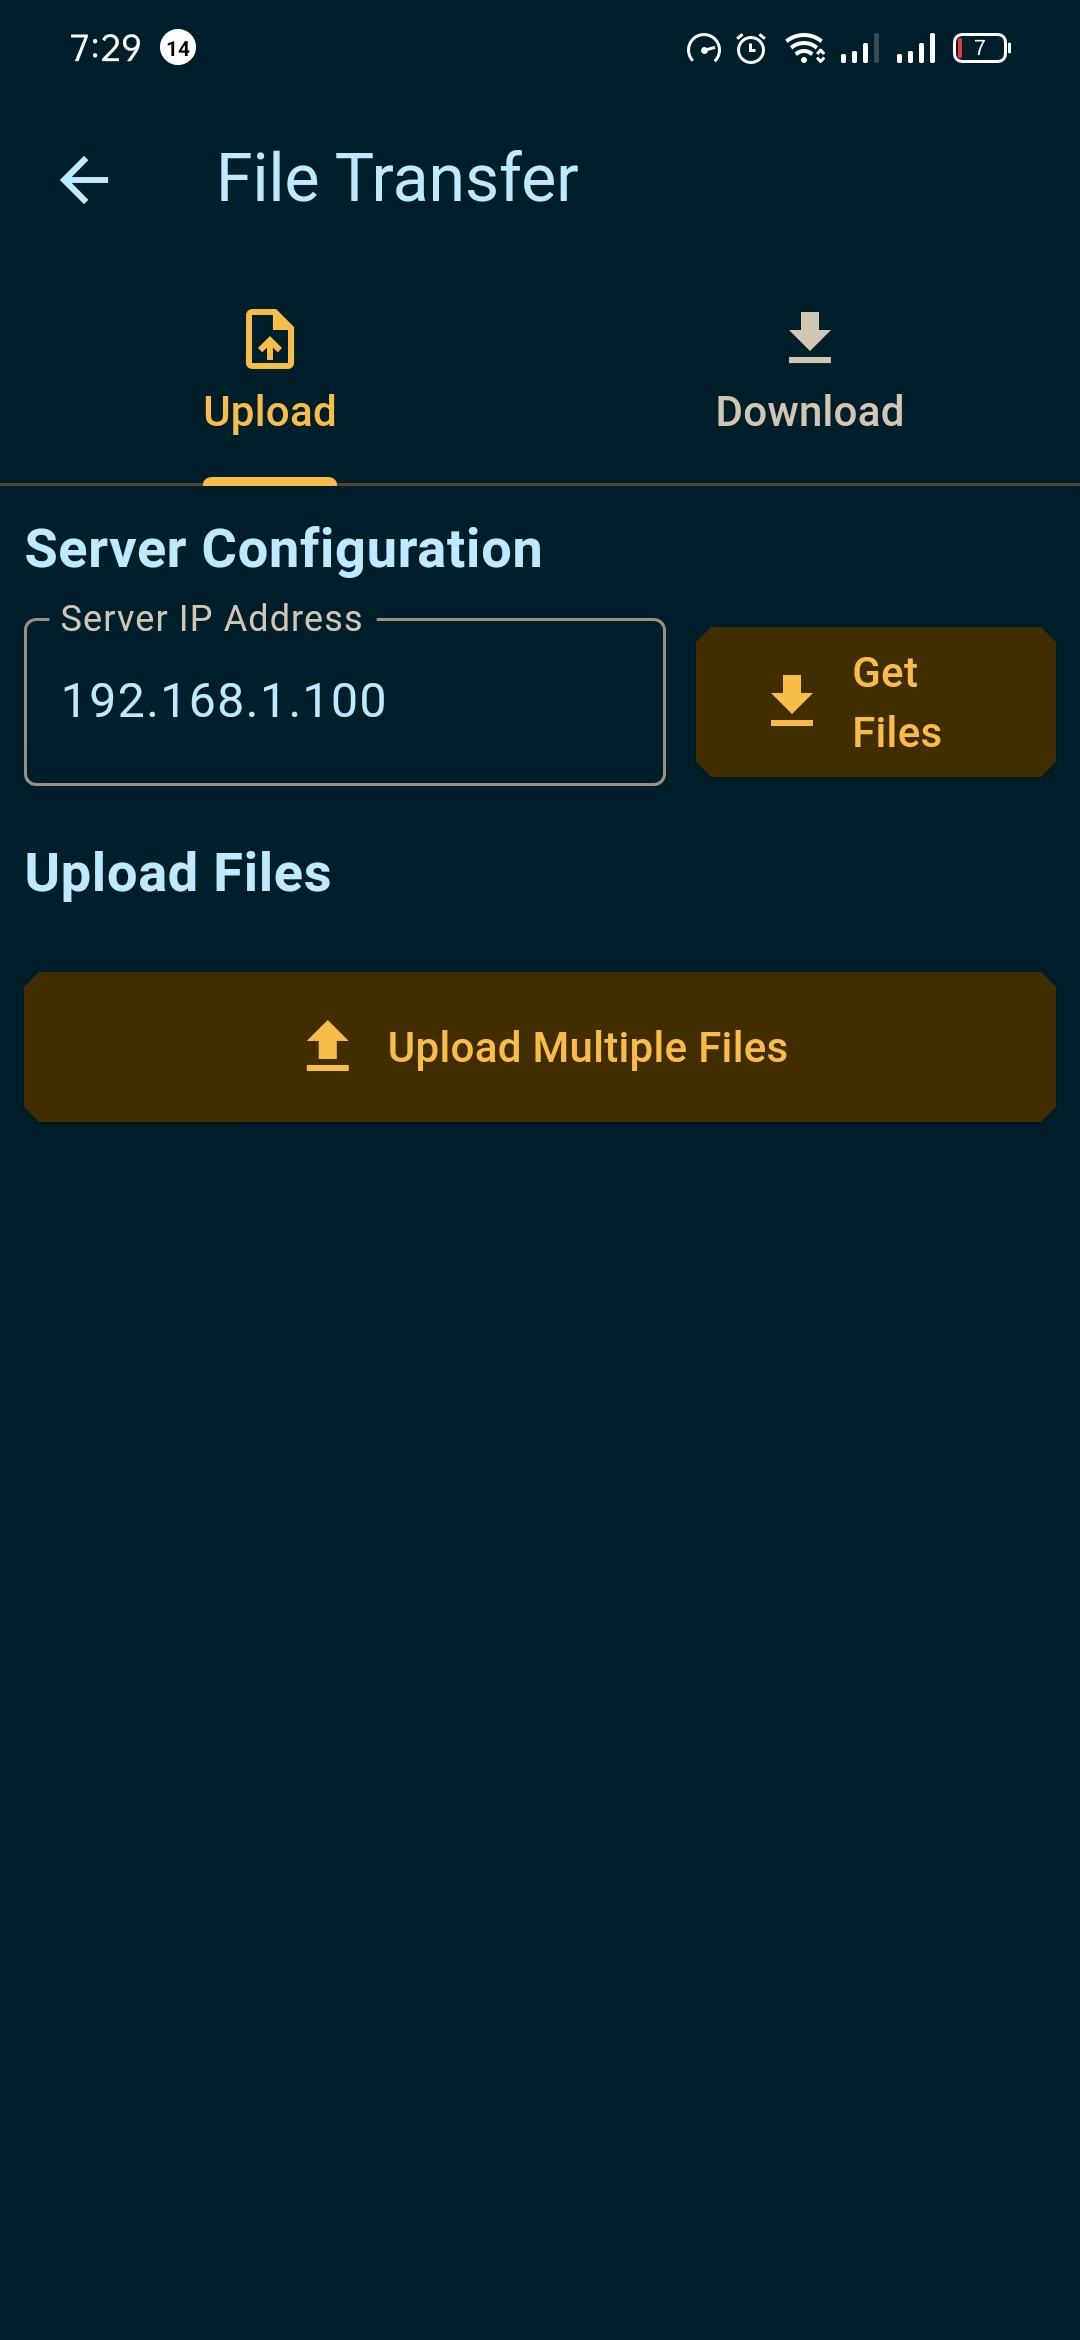 7:29 14 7
File Transfer
Upload Download
Server Configuration
Server IP Address
192.168.1.100
Get
Files
Upload Files
Upload Multiple Files